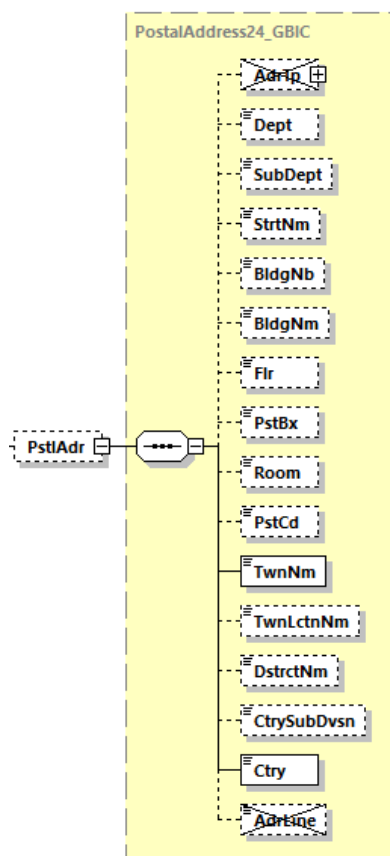 PostalAddress24_GBIC
AdrTp
Dept
SubDept
StrtNm
BldgNb
BldgNm
Flr
PstBx
Room
PstlAdr
PstCd
TwnNm
TwnLctnNm
DstrctNm
CtrySubDvsn
Ctry
AdrLine